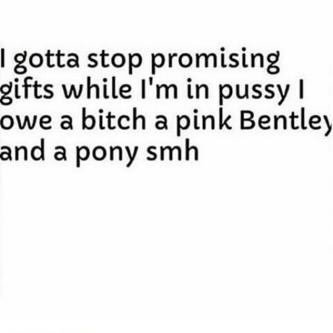 I gotta stop promising
gifts while I'm in pussy I
owe a bitch a pink Bentley
and a pony smh